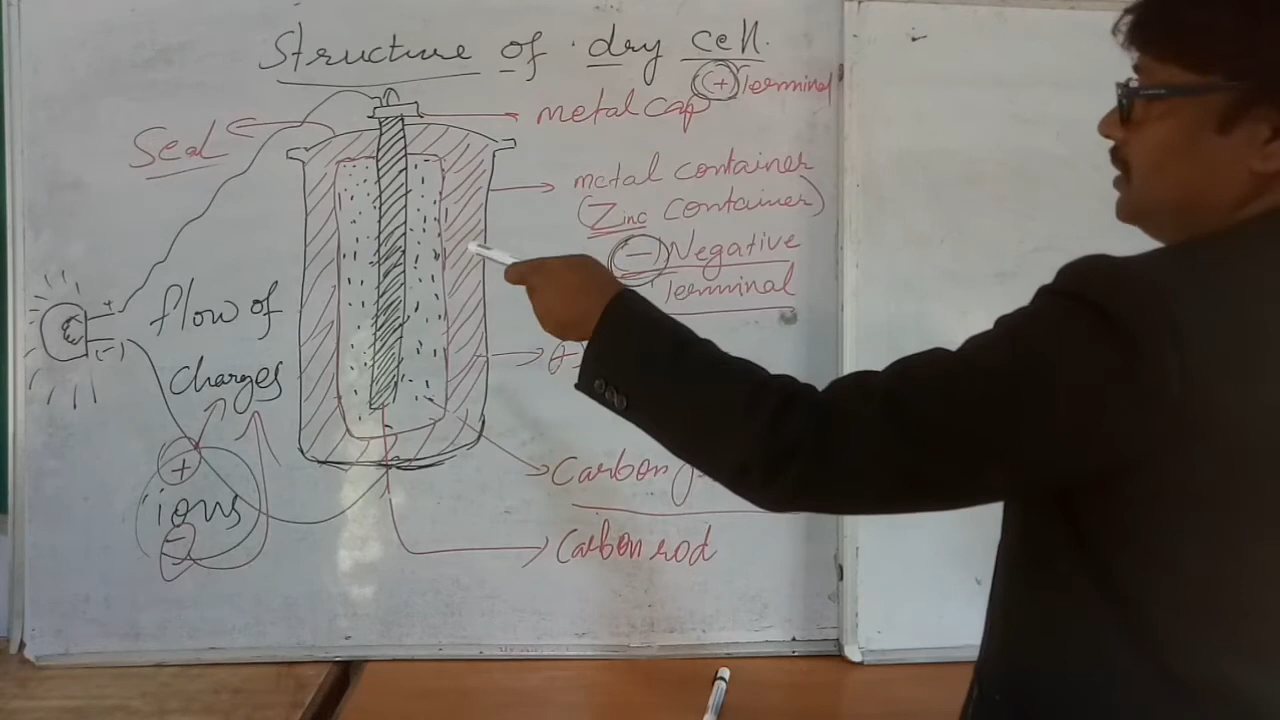 Structure of dry cell.
(+) Terminal
metal cap
Seal
metal container
(Zinc container)
(-) Negative
Terminal
+
(-)
flow of
Charges
+
ions
-
Carbon
Carbon rod